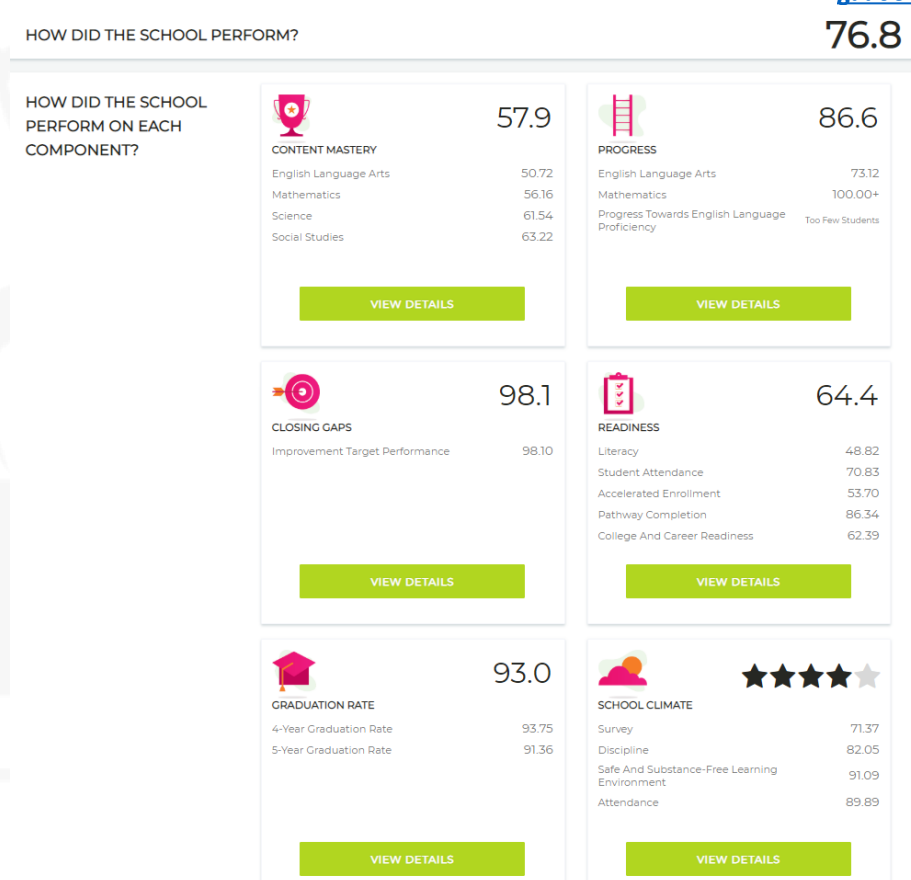 HOW DID THE SCHOOL PERFORM?
76.8
HOW DID THE SCHOOL
PERFORM ON EACH
COMPONENT?
57.9
CONTENT MASTERY
English Language Arts 50.72
Mathematics 56.16
Science 61.54
Social Studies 63.22
VIEW DETAILS
86.6
PROGRESS
English Language Arts 73.12
Mathematics 100.00+
Progress Towards English Language
Proficiency
Too Few Students
VIEW DETAILS
98.1
CLOSING GAPS
Improvement Target Performance 98.10
VIEW DETAILS
64.4
READINESS
Literacy 48.82
Student Attendance 70.83
Accelerated Enrollment 53.70
Pathway Completion 86.34
College And Career Readiness 62.39
VIEW DETAILS
93.0
GRADUATION RATE
4-Year Graduation Rate 93.75
5-Year Graduation Rate 91.36
VIEW DETAILS
SCHOOL CLIMATE
Survey 71.37
Discipline 82.05
Safe And Substance-Free Learning
Environment
91.09
Attendance 89.89
VIEW DETAILS